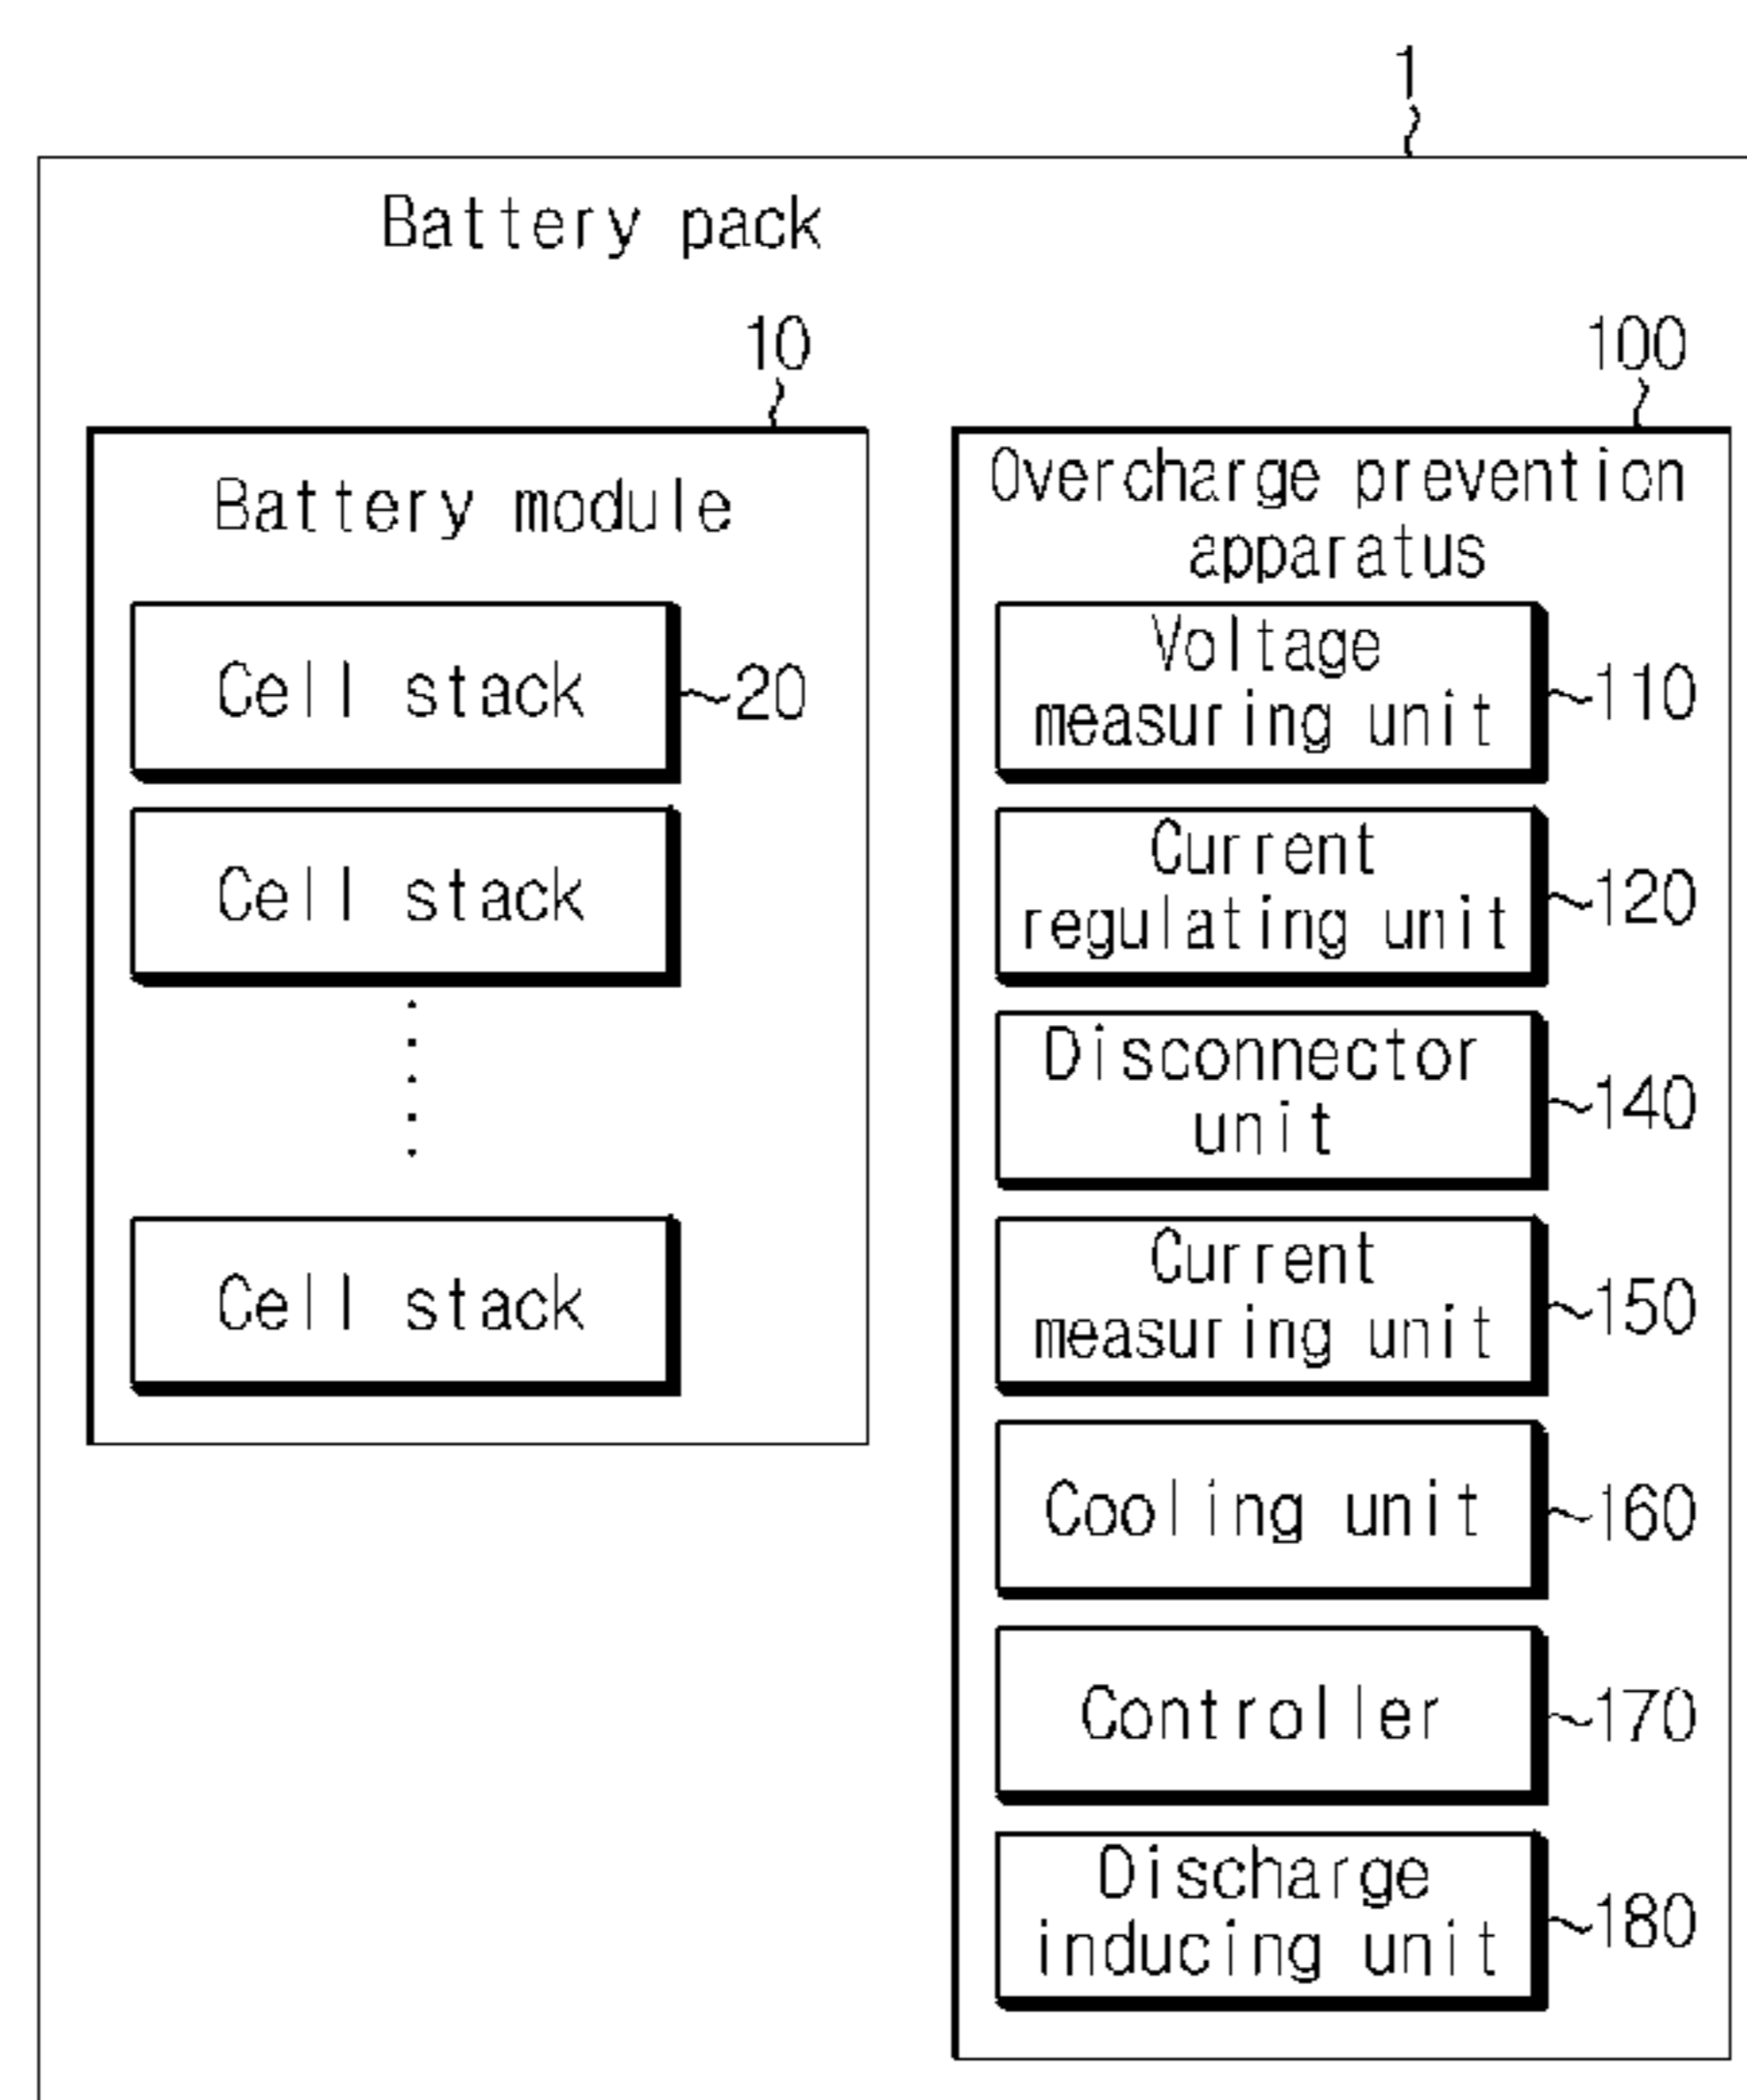 1
Battery pack
10
Battery module
Cell stack
20
Cell stack
Cell stack
100
Overcharge prevention
apparatus
Voltage
measuring unit
110
Current
regulating unit
120
Disconnector
unit
140
Current
measuring unit
150
Cooling unit
160
Controller
170
Discharge
inducing unit
180